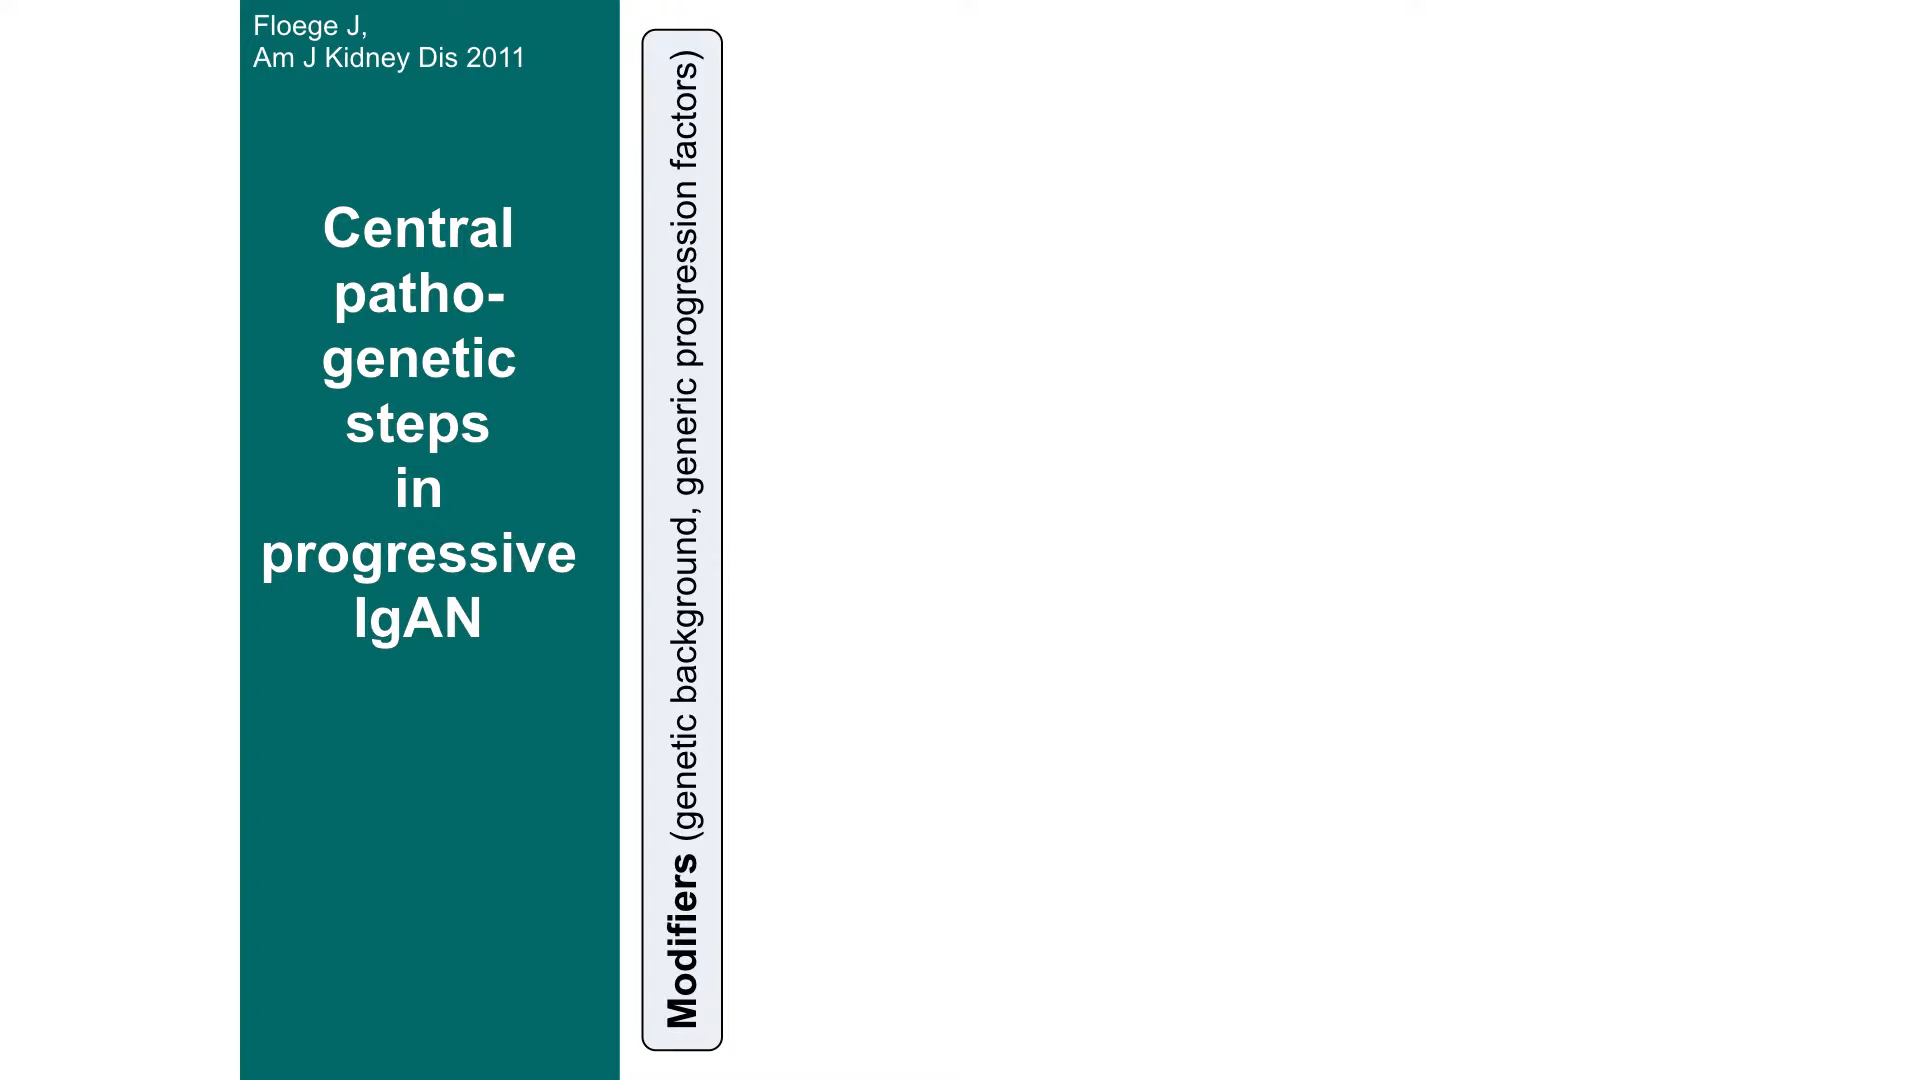 Floege J,
Am J Kidney Dis 2011
Central
patho-
genetic
steps
in
progressive
IgAN
Modifiers (genetic background, generic progression factors)